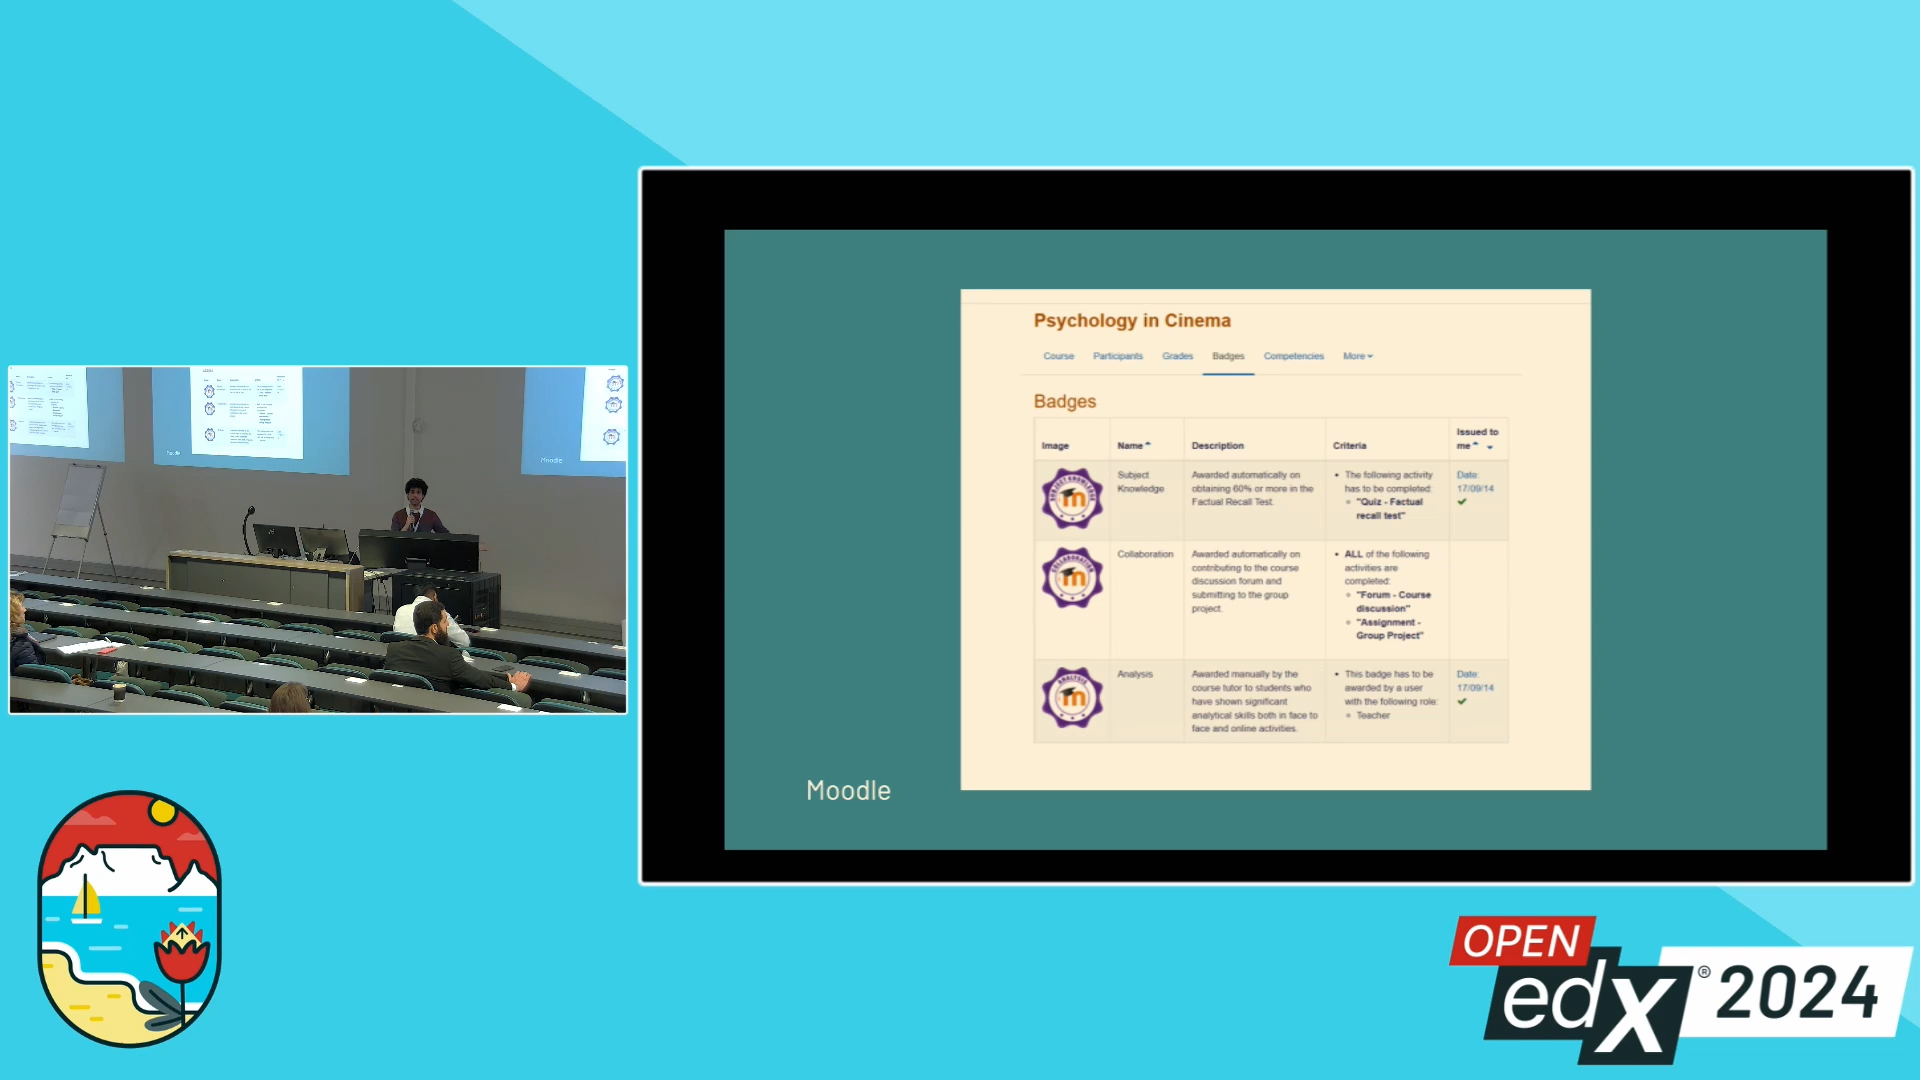 Psychology in Cinema
Course Participants Grades Badges Competencies More
Badges
Image Name Description Criteria Issued to
me
Subject
Knowledge
Awarded automatically on
obtaining 60% or more in the
Factual Recall Test.
• The following activity
has to be completed:
"Quiz - Factual
recall test"
Date:
17/09/14
SUBJECT KNOWLEDGE
m
Collaboration
Awarded automatically on
contributing to the course
discussion forum and
submitting to the group
project.
• ALL of the following
activities are
completed:
"Forum - Course
discussion"
"Assignment -
Group Project"
COLLABORATION
m
Analysis
Awarded manually by the
course tutor to students who
have shown significant
analytical skills both in face to
face and online activities.
• This badge has to be
awarded by a user
with the following role:
Teacher
Date:
17/09/14
ANALYSIS
m
Moodle
Moodle
Moodle
OPEN
edX ® 2024